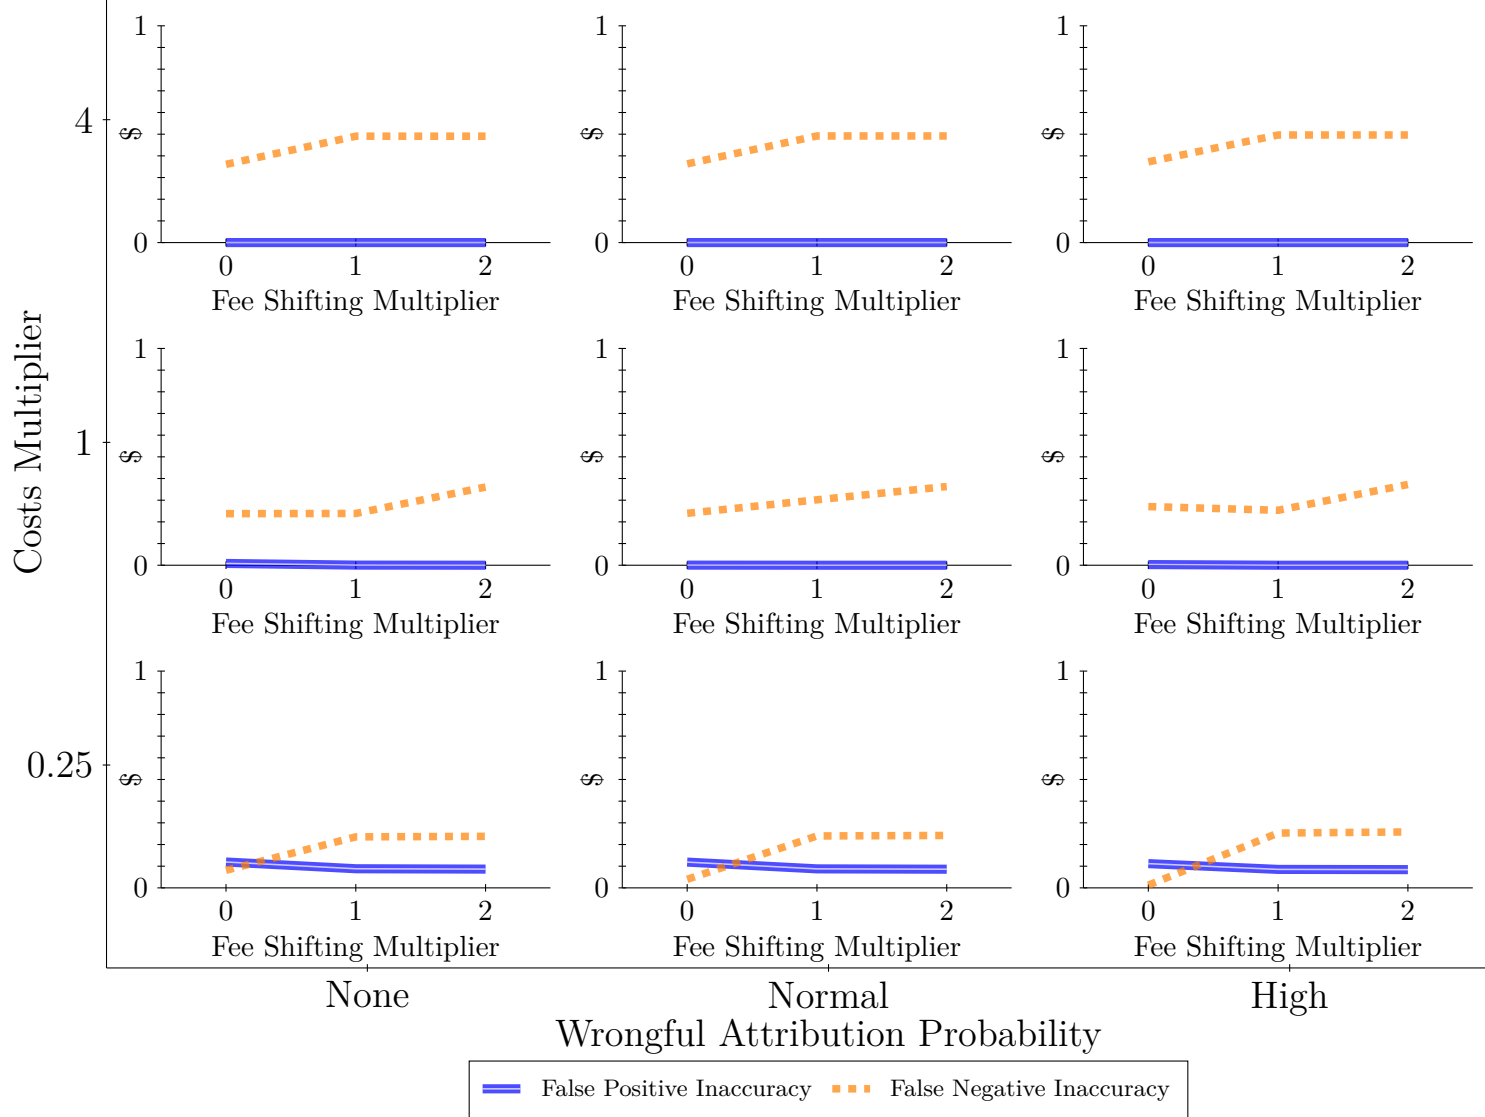 Costs Multiplier
4
1
$
0
0 1 2
Fee Shifting Multiplier
1
$
0
0 1 2
Fee Shifting Multiplier
1
$
0
0 1 2
Fee Shifting Multiplier
1
1
$
0
0 1 2
Fee Shifting Multiplier
1
$
0
0 1 2
Fee Shifting Multiplier
1
$
0
0 1 2
Fee Shifting Multiplier
0.25
1
$
0
0 1 2
Fee Shifting Multiplier
1
$
0
0 1 2
Fee Shifting Multiplier
1
$
0
0 1 2
Fee Shifting Multiplier
None Normal High
Wrongful Attribution Probability
False Positive Inaccuracy False Negative Inaccuracy